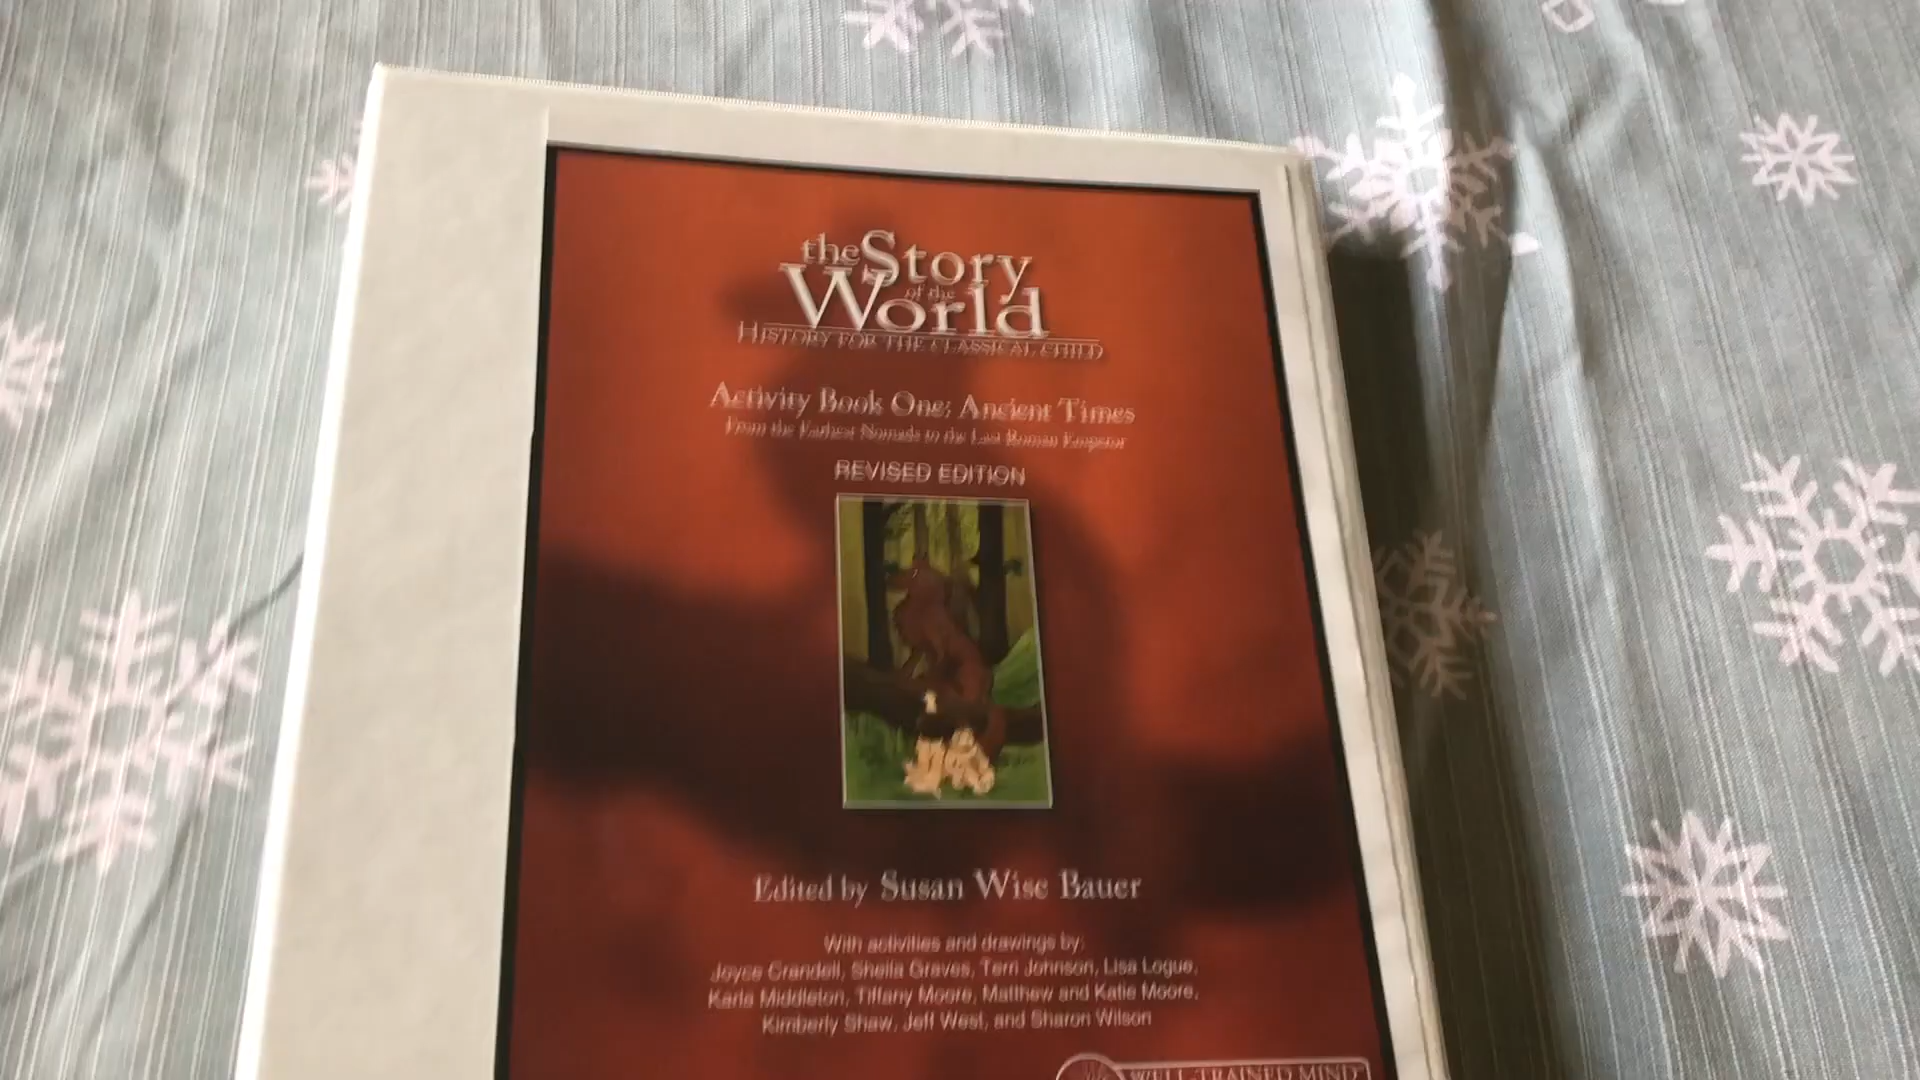 the Story
of the
World
HISTORY FOR THE CLASSICAL CHILD
Activity Book One: Ancient Times
From the Earliest Nomads to the Last Roman Emperor
REVISED EDITION
Edited by Susan Wise Bauer
With activities and drawings by:
Joyce Crandell, Sheila Graves, Terri Johnson, Lisa Logue,
Karla Middleton, Tiffany Moore, Matthew and Katie Moore,
Kimberly Shaw, Jeff West, and Sharon Wilson
WELL-TRAINED MIND